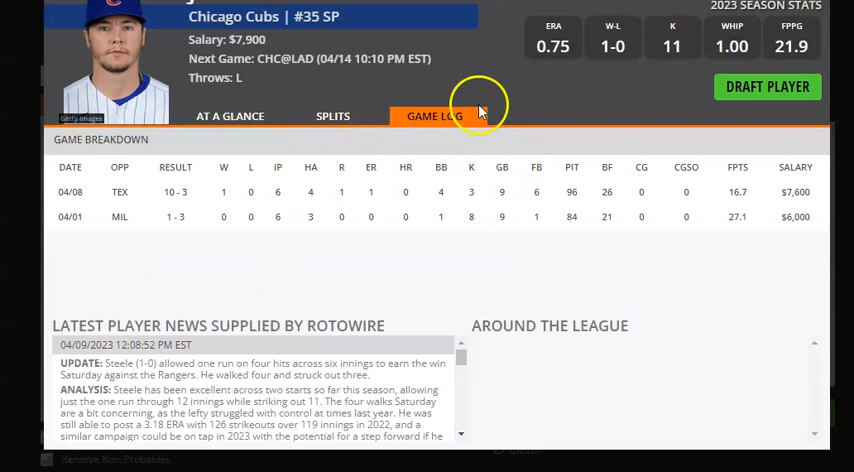 2023 SEASON STATS
Chicago Cubs | #35 SP
Salary: $7,900
Next Game: CHC@LAD (04/14 10:10 PM EST)
Throws: L
ERA W-L K WHIP FPPG
0.75 1-0 11 1.00 21.9
DRAFT PLAYER
Getty Images
AT A GLANCE SPLITS GAME LOG
GAME BREAKDOWN
DATE OPP RESULT W L IP HA R ER HR BB K GB FB PIT BF CG CGSO FPTS SALARY
04/08 TEX 10 - 3 1 0 6 4 1 1 0 4 3 9 6 96 26 0 0 16.7 $7,600
04/01 MIL 1 - 3 0 0 6 3 0 0 0 1 8 9 1 84 21 0 0 27.1 $6,000
LATEST PLAYER NEWS SUPPLIED BY ROTOWIRE
04/09/2023 12:08:52 PM EST
UPDATE: Steele (1-0) allowed one run on four hits across six innings to earn the win
Saturday against the Rangers. He walked four and struck out three.
ANALYSIS: Steele has been excellent across two starts so far this season, allowing
just the one run through 12 innings while striking out 11. The four walks Saturday
are a bit concerning, as the lefty struggled with control at times last year. He was
still able to post a 3.18 ERA with 126 strikeouts over 119 innings in 2022, and a
similar campaign could be on tap in 2023 with the potential for a step forward if he
AROUND THE LEAGUE
Remove Non Probables
Clear